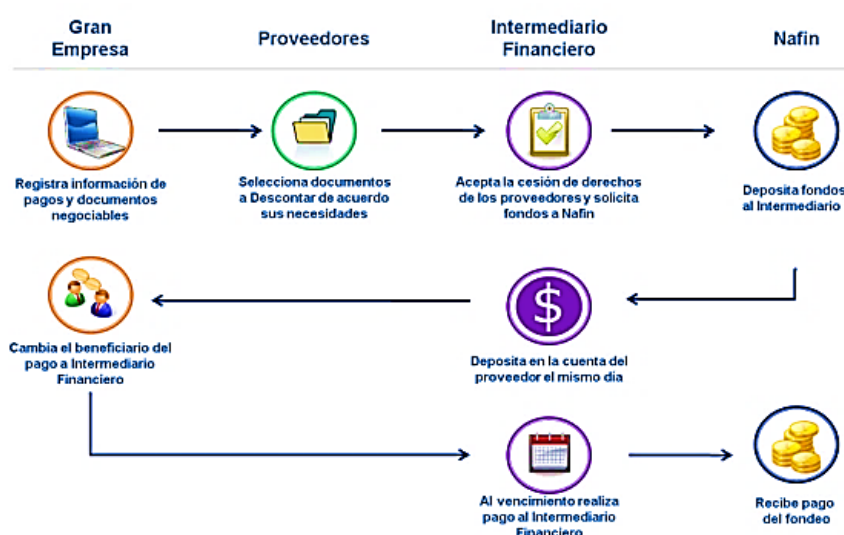 Gran
Empresa
Proveedores
Intermediario
Financiero
Nafin
Registra información de
pagos y documentos
negociables
Selecciona documentos
a Descontar de acuerdo
sus necesidades
Acepta la cesión de derechos
de los proveedores y solicita
fondos a Nafin
Deposita fondos
al Intermediario
Cambia el beneficiario del
pago a Intermediario
Financiero
$
Deposita en la cuenta del
proveedor el mismo dia
Al vencimiento realiza
pago al Intermediario
Financiero
Recibe pago
del fondeo